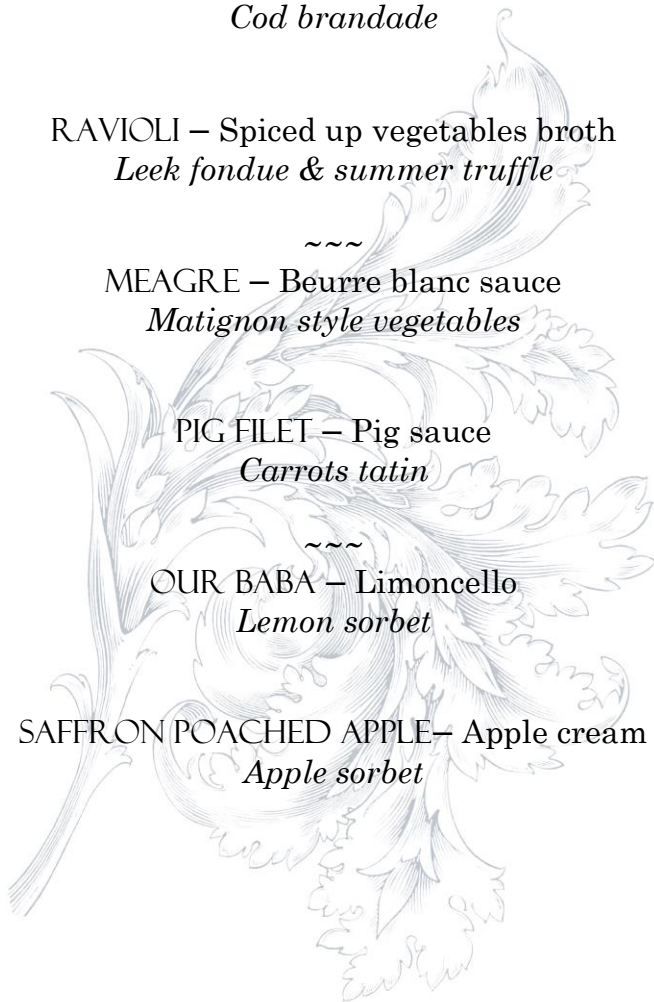 Cod brandade
RAVIOLI – Spiced up vegetables broth
Leek fondue & summer truffle
~~~
MEAGRE – Beurre blanc sauce
Matignon style vegetables
PIG FILET – Pig sauce
Carrots tatin
~~~
OUR BABA – Limoncello
Lemon sorbet
SAFFRON POACHED APPLE– Apple cream
Apple sorbet